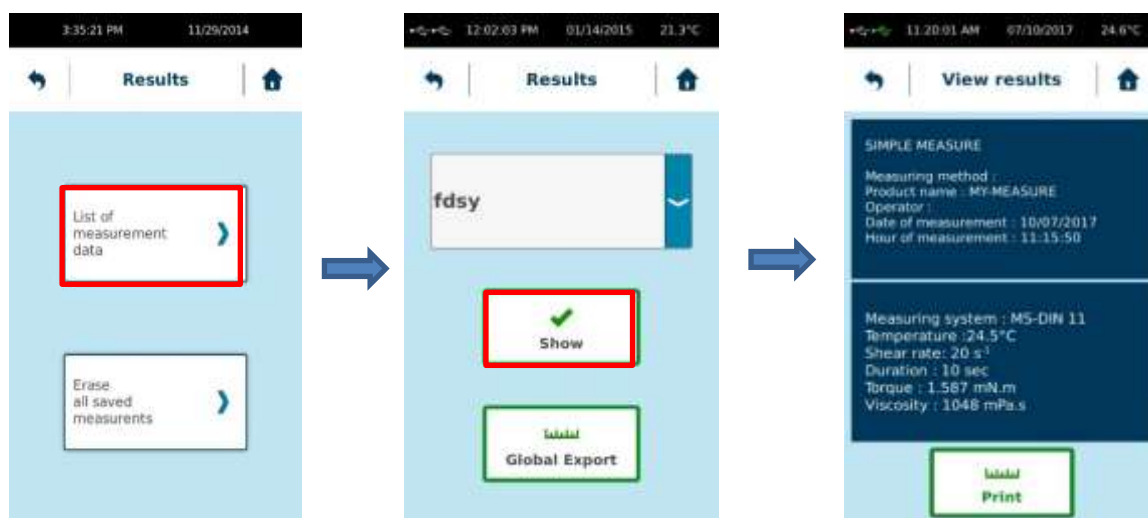 3:35:21 PM 11/29/2014
Results
List of
measurement
data
Erase
all saved
measurents
12:02:03 PM 01/14/2015 21.3°C
Results
fdsy
Show
Global Export
11:20:01 AM 07/10/2017 24.6°C
View results
SIMPLE MEASURE
Measuring method :
Product name : MY-MEASURE
Operator :
Date of measurement : 10/07/2017
Hour of measurement : 11:15:50
Measuring system : MS-DIN 11
Temperature :24.5°C
Shear rate: 20 s⁻¹
Duration : 10 sec
Torque : 1.587 mN.m
Viscosity : 1048 mPa.s
Print